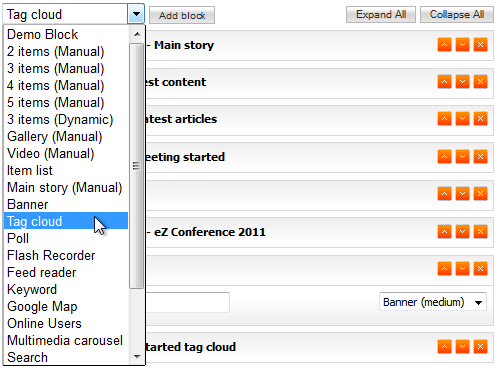 Tag cloud
Add block
Expand All
Collapse All
Demo Block
2 items (Manual)
3 items (Manual)
4 items (Manual)
5 items (Manual)
3 items (Dynamic)
Gallery (Manual)
Video (Manual)
Item list
Main story (Manual)
Banner
Tag cloud
Poll
Flash Recorder
Feed reader
Keyword
Google Map
Online Users
Multimedia carousel
Search
- Main story
content
articles
started
- eZ Conference 2011
Banner (medium)
started tag cloud